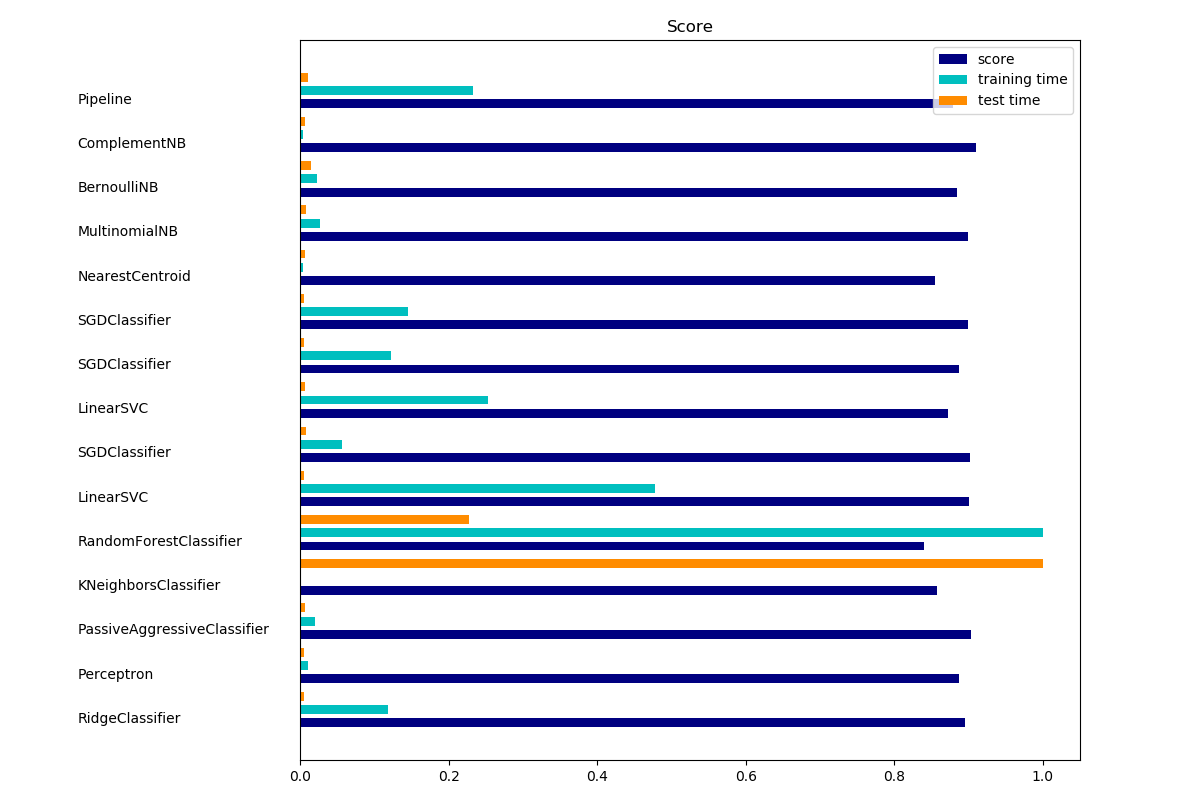 Score
score
training time
test time
Pipeline
ComplementNB
BernoulliNB
MultinomialNB
NearestCentroid
SGDClassifier
SGDClassifier
LinearSVC
SGDClassifier
LinearSVC
RandomForestClassifier
KNeighborsClassifier
PassiveAggressiveClassifier
Perceptron
RidgeClassifier
0.0 0.2 0.4 0.6 0.8 1.0